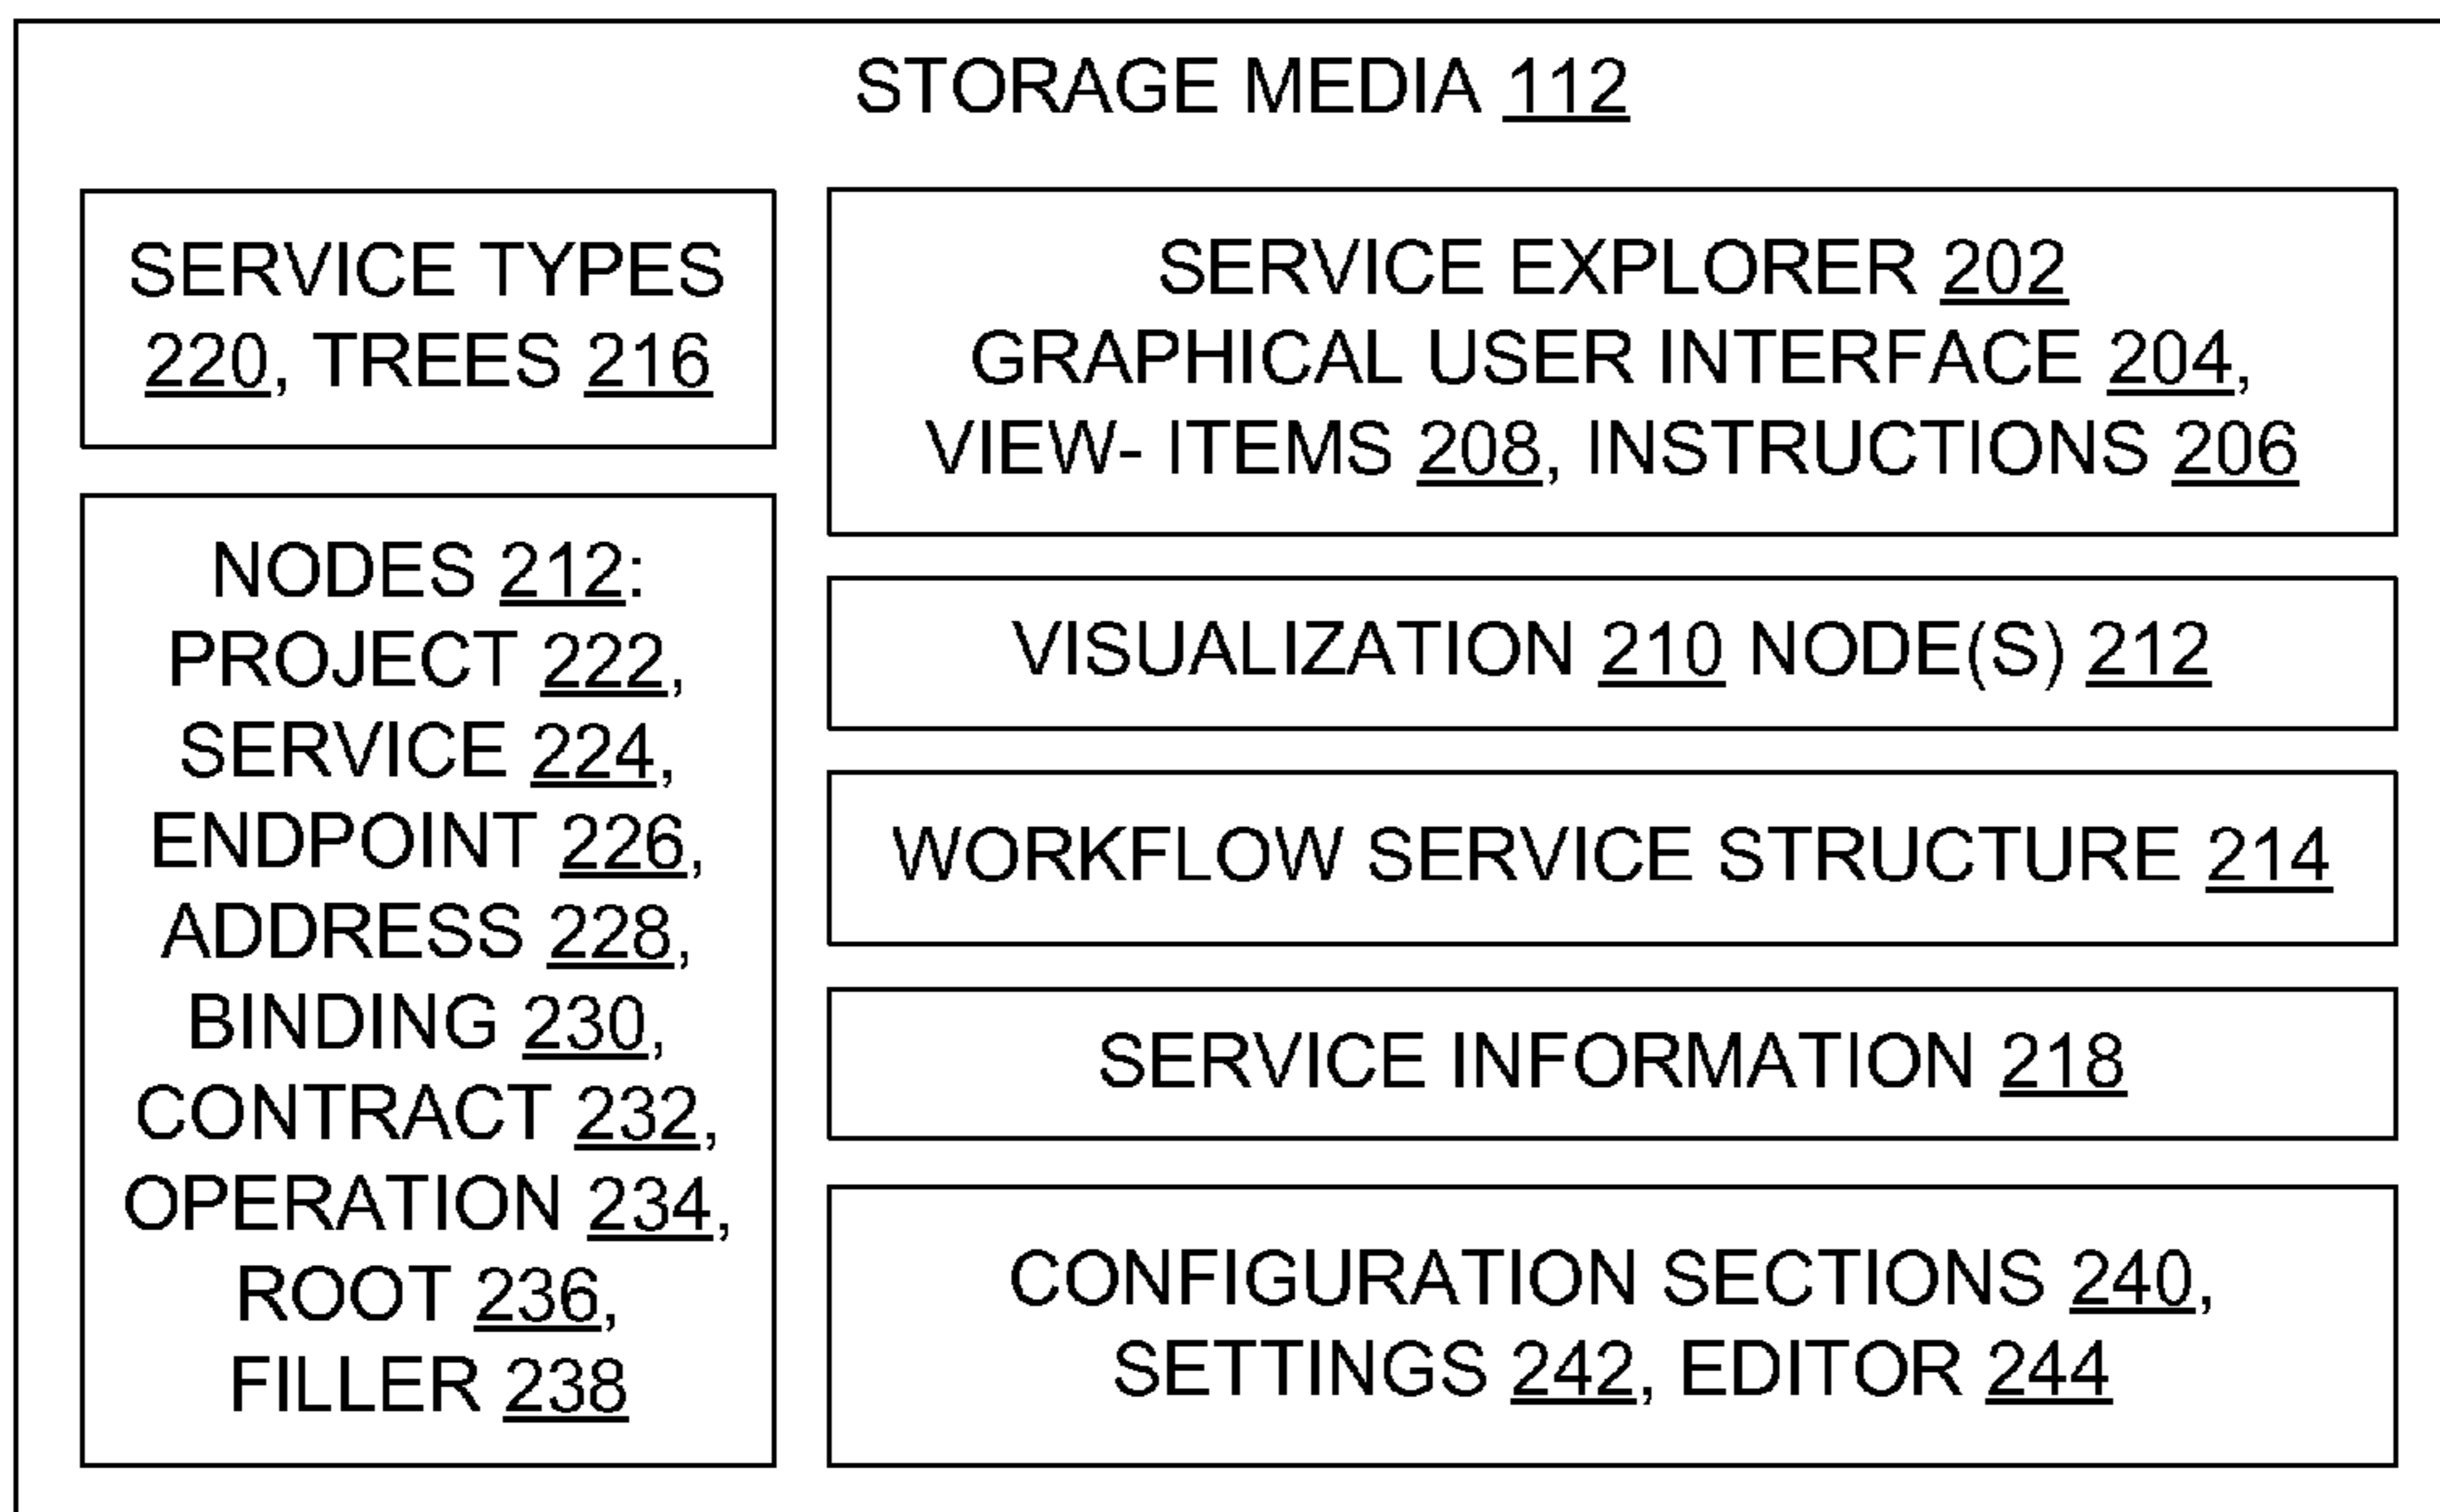 STORAGE MEDIA 112
SERVICE TYPES
220, TREES 216
NODES 212:
PROJECT 222,
SERVICE 224,
ENDPOINT 226,
ADDRESS 228,
BINDING 230,
CONTRACT 232,
OPERATION 234,
ROOT 236,
FILLER 238
SERVICE EXPLORER 202
GRAPHICAL USER INTERFACE 204,
VIEW- ITEMS 208, INSTRUCTIONS 206
VISUALIZATION 210 NODE(S) 212
WORKFLOW SERVICE STRUCTURE 214
SERVICE INFORMATION 218
CONFIGURATION SECTIONS 240,
SETTINGS 242, EDITOR 244